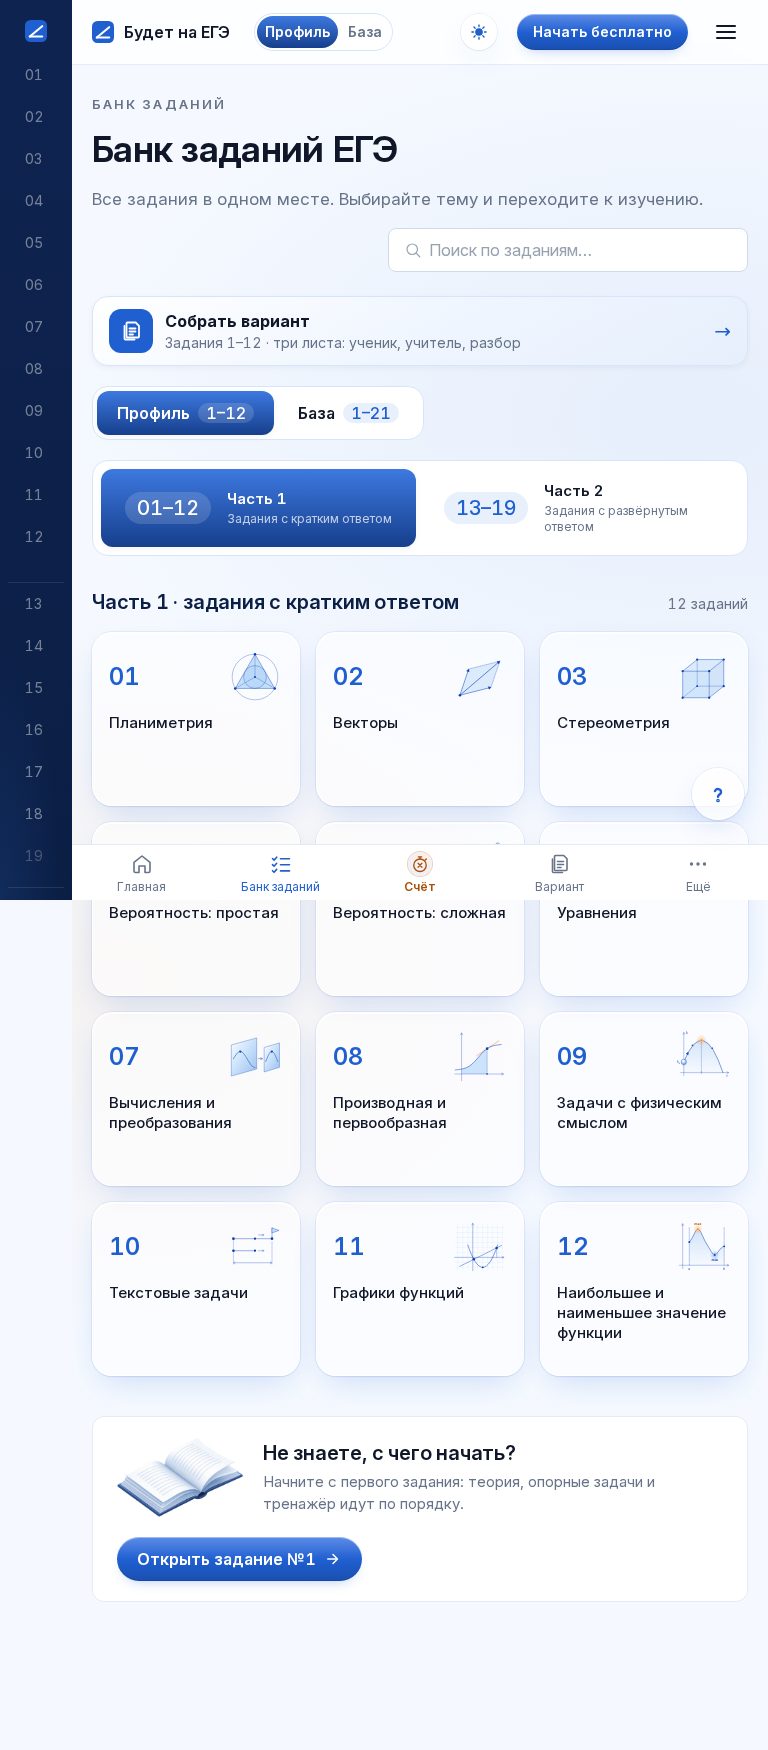 01
02
03
04
05
06
07
08
09
10
11
12
13
14
15
16
17
18
19
Будет на ЕГЭ
Профиль База
Начать бесплатно
БАНК ЗАДАНИЙ
Банк заданий ЕГЭ
Все задания в одном месте. Выбирайте тему и переходите к изучению.
Поиск по заданиям...
Собрать вариант
Задания 1–12 · три листа: ученик, учитель, разбор
→
Профиль 1–12 База 1–21
01–12 Часть 1
Задания с кратким ответом
13–19 Часть 2
Задания с развёрнутым
ответом
Часть 1 · задания с кратким ответом
12 заданий
01
Планиметрия
02
Векторы
03
Стереометрия
?
Главная
Банк заданий
Счёт
Вариант
Ещё
Вероятность: простая
Вероятность: сложная
Уравнения
07
Вычисления и
преобразования
08
Производная и
первообразная
09
Задачи с физическим
смыслом
10
Текстовые задачи
11
Графики функций
12
Наибольшее и
наименьшее значение
функции
Не знаете, с чего начать?
Начните с первого задания: теория, опорные задачи и
тренажёр идут по порядку.
Открыть задание №1 →